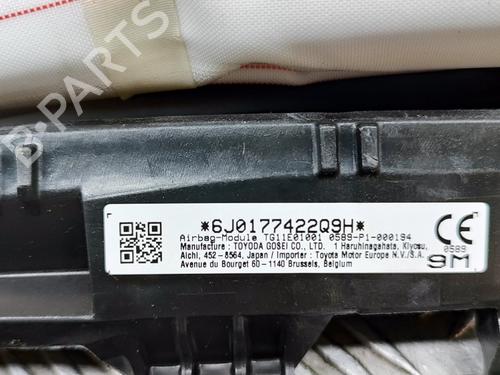 B-PARTS
*6J0177422Q9H*
Airbag-Module TG11E01001 0589-P1-000194
Manufacture : TOYODA GOSEI CO., LTD. 1 Haruhinagahata, Kiyosu,
Aichi, 452-8564, Japan / Importer : Toyota Motor Europe N.V./S.A.
Avenue du Bourget 60 - 1140 Brussels, Belgium
CE
0589
9M